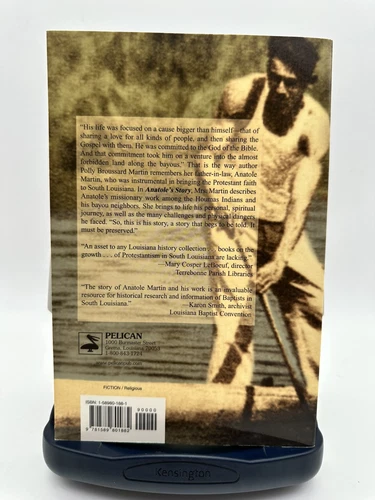 "His life was focused on a cause bigger than himself—that of
sharing a love for all kinds of people, and then sharing the
Gospel with them. He was committed to the God of the Bible.
And that commitment took him on a venture into the almost
forbidden land along the bayous." That is the way author
Polly Broussard Martin remembers her father-in-law, Anatole
Martin, who was instrumental in bringing the Protestant faith
to South Louisiana. In Anatole's Story, Mrs. Martin describes
Anatole's missionary work among the Houmas Indians and
his bayou neighbors. She brings to life his personal, spiritual
journey, as well as the many challenges and physical dangers
he faced. "So, this is his story, a story that begs to be told. It
must be preserved."
"An asset to any Louisiana history collection . . . books on the
growth . . . of Protestantism in South Louisiana are lacking."
—Mary Cosper LeBoeuf, director
Terrebonne Parish Libraries
"The story of Anatole Martin and his work is an invaluable
resource for historical research and information of Baptists in
South Louisiana."
—Karon Smith, archivist
Louisiana Baptist Convention
PELICAN
1000 Burmaster Street
Gretna, Louisiana 70053
FICTION / Religious
90000
Kensington